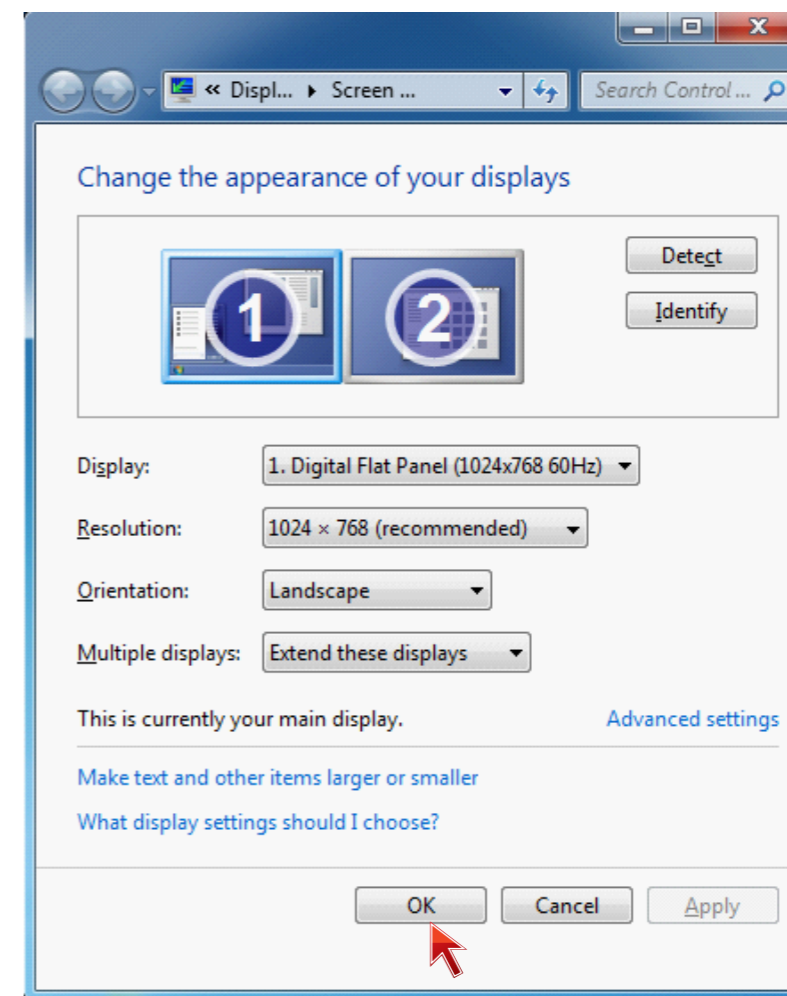 « Displ... Screen ... Search Control ...
Change the appearance of your displays
1 2
Detect
Identify
Display: 1. Digital Flat Panel (1024x768 60Hz)
Resolution: 1024 × 768 (recommended)
Orientation: Landscape
Multiple displays: Extend these displays
This is currently your main display. Advanced settings
Make text and other items larger or smaller
What display settings should I choose?
OK Cancel Apply